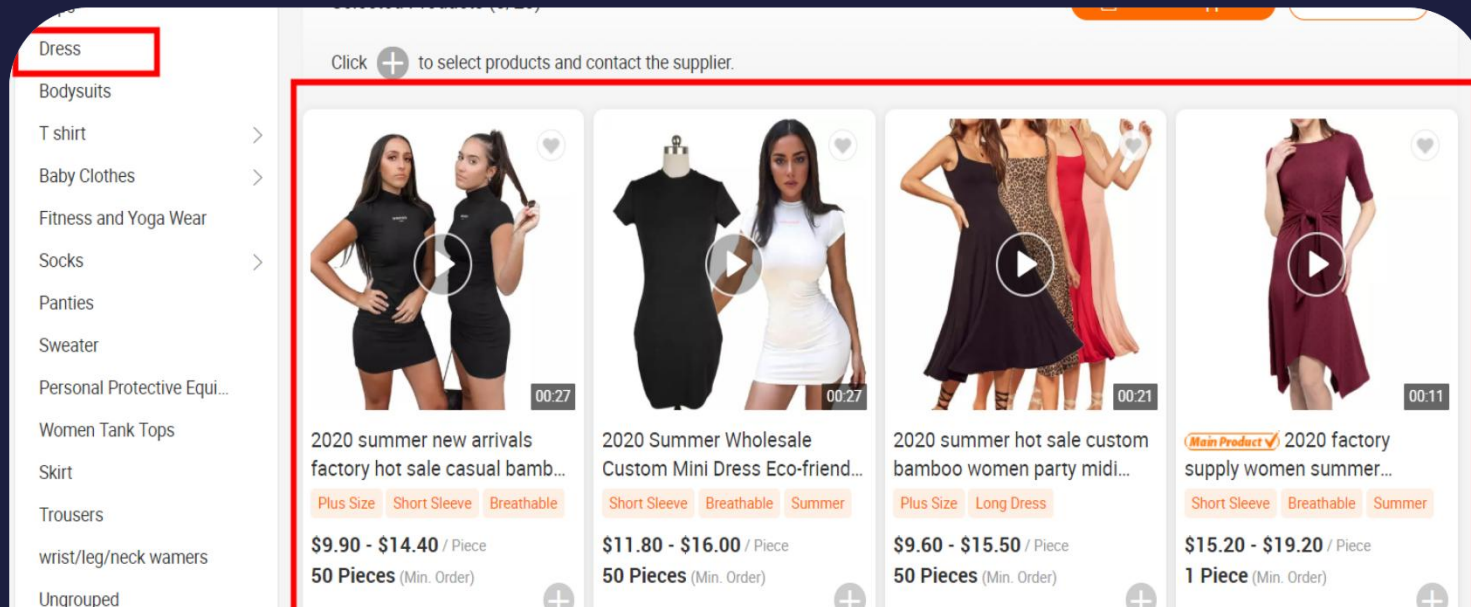 Dress
Bodysuits
T shirt
Baby Clothes
Fitness and Yoga Wear
Socks
Panties
Sweater
Personal Protective Equi...
Women Tank Tops
Skirt
Trousers
wrist/leg/neck wamers
Ungrouped
Click + to select products and contact the supplier.
00:27
2020 summer new arrivals
factory hot sale casual bamb...
Plus Size Short Sleeve Breathable
$9.90 - $14.40 / Piece
50 Pieces (Min. Order)
00:27
2020 Summer Wholesale
Custom Mini Dress Eco-friend...
Short Sleeve Breathable Summer
$11.80 - $16.00 / Piece
50 Pieces (Min. Order)
00:21
2020 summer hot sale custom
bamboo women party midi...
Plus Size Long Dress
$9.60 - $15.50 / Piece
50 Pieces (Min. Order)
00:11
Main Product 2020 factory
supply women summer...
Short Sleeve Breathable Summer
$15.20 - $19.20 / Piece
1 Piece (Min. Order)